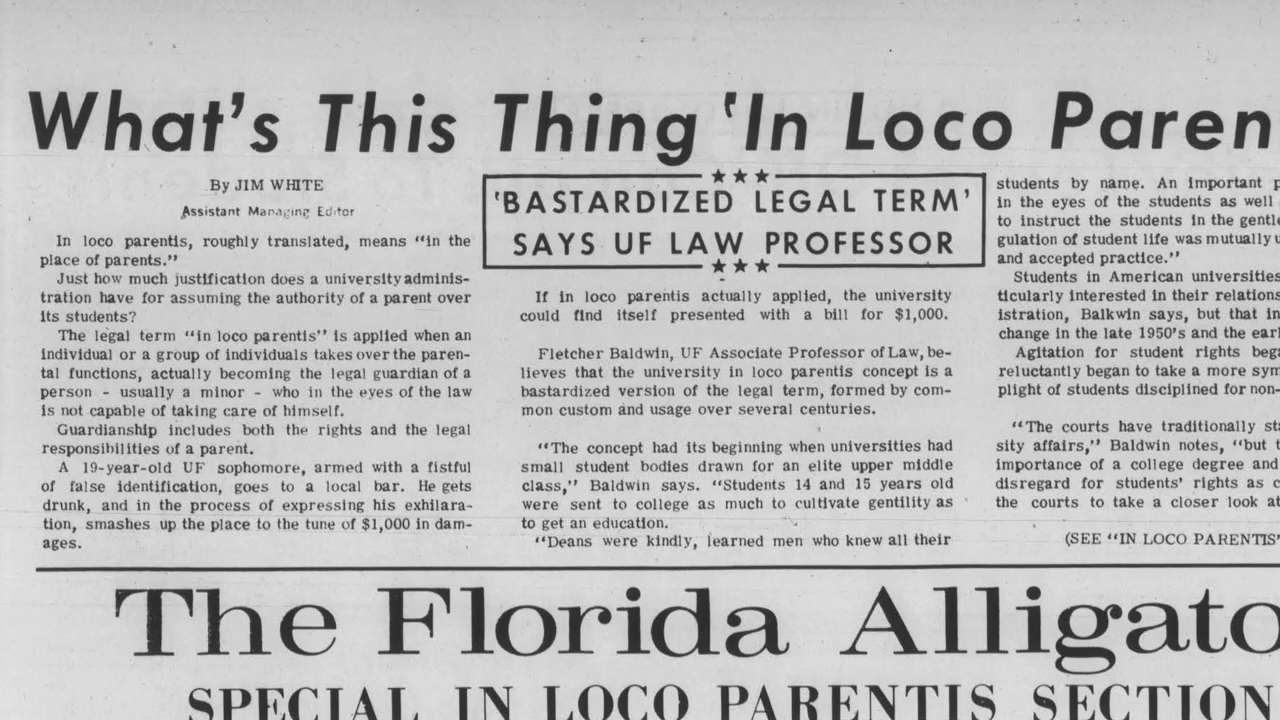 What's This Thing 'In Loco Paren
By JIM WHITE
Assistant Managing Editor
In loco parentis, roughly translated, means "in the
place of parents."
Just how much justification does a university adminis-
tration have for assuming the authority of a parent over
its students?
The legal term "in loco parentis" is applied when an
individual or a group of individuals takes over the paren-
tal functions, actually becoming the legal guardian of a
person - usually a minor - who in the eyes of the law
is not capable of taking care of himself.
Guardianship includes both the rights and the legal
responsibilities of a parent.
A 19-year-old UF sophomore, armed with a fistful
of false identification, goes to a local bar. He gets
drunk, and in the process of expressing his exhilara-
tion, smashes up the place to the tune of $1,000 in dam-
ages.
'BASTARDIZED LEGAL TERM'
SAYS UF LAW PROFESSOR
If in loco parentis actually applied, the university
could find itself presented with a bill for $1,000.
Fletcher Baldwin, UF Associate Professor of Law, be-
lieves that the university in loco parentis concept is a
bastardized version of the legal term, formed by com-
mon custom and usage over several centuries.
"The concept had its beginning when universities had
small student bodies drawn for an elite upper middle
class," Baldwin says. "Students 14 and 15 years old
were sent to college as much to cultivate gentility as
to get an education.
"Deans were kindly, learned men who knew all their
students by name. An important p
in the eyes of the students as well
to instruct the students in the gentl
gulation of student life was mutually u
and accepted practice."
Students in American universities
ticularly interested in their relations
istration, Balkwin says, but that in
change in the late 1950's and the earl
Agitation for student rights bega
reluctantly began to take a more sym
plight of students disciplined for non-
"The courts have traditionally sta
sity affairs," Baldwin notes, "but t
importance of a college degree and
disregard for students' rights as c
the courts to take a closer look at
(SEE "IN LOCO PARENTIS"
The Florida Alligato
SPECIAL IN LOCO PARENTIS SECTION